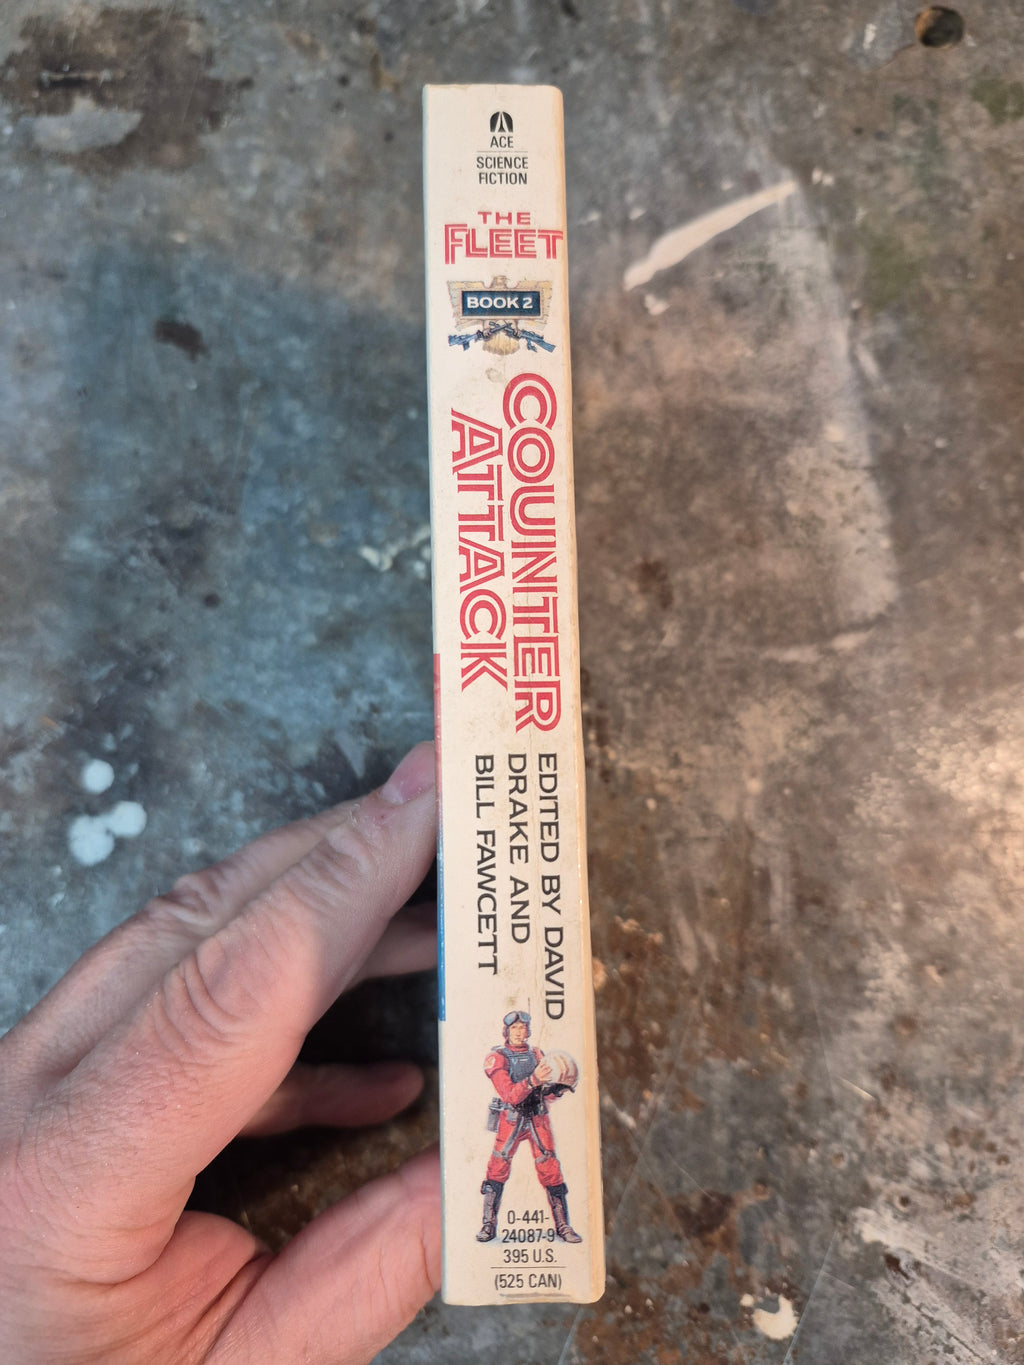 ACE
SCIENCE
FICTION
THE
FLEET
BOOK 2
COUNTER
ATTACK
EDITED BY DAVID
DRAKE AND
BILL FAWCETT
0-441-
24087-9
395 U.S.
(525 CAN)